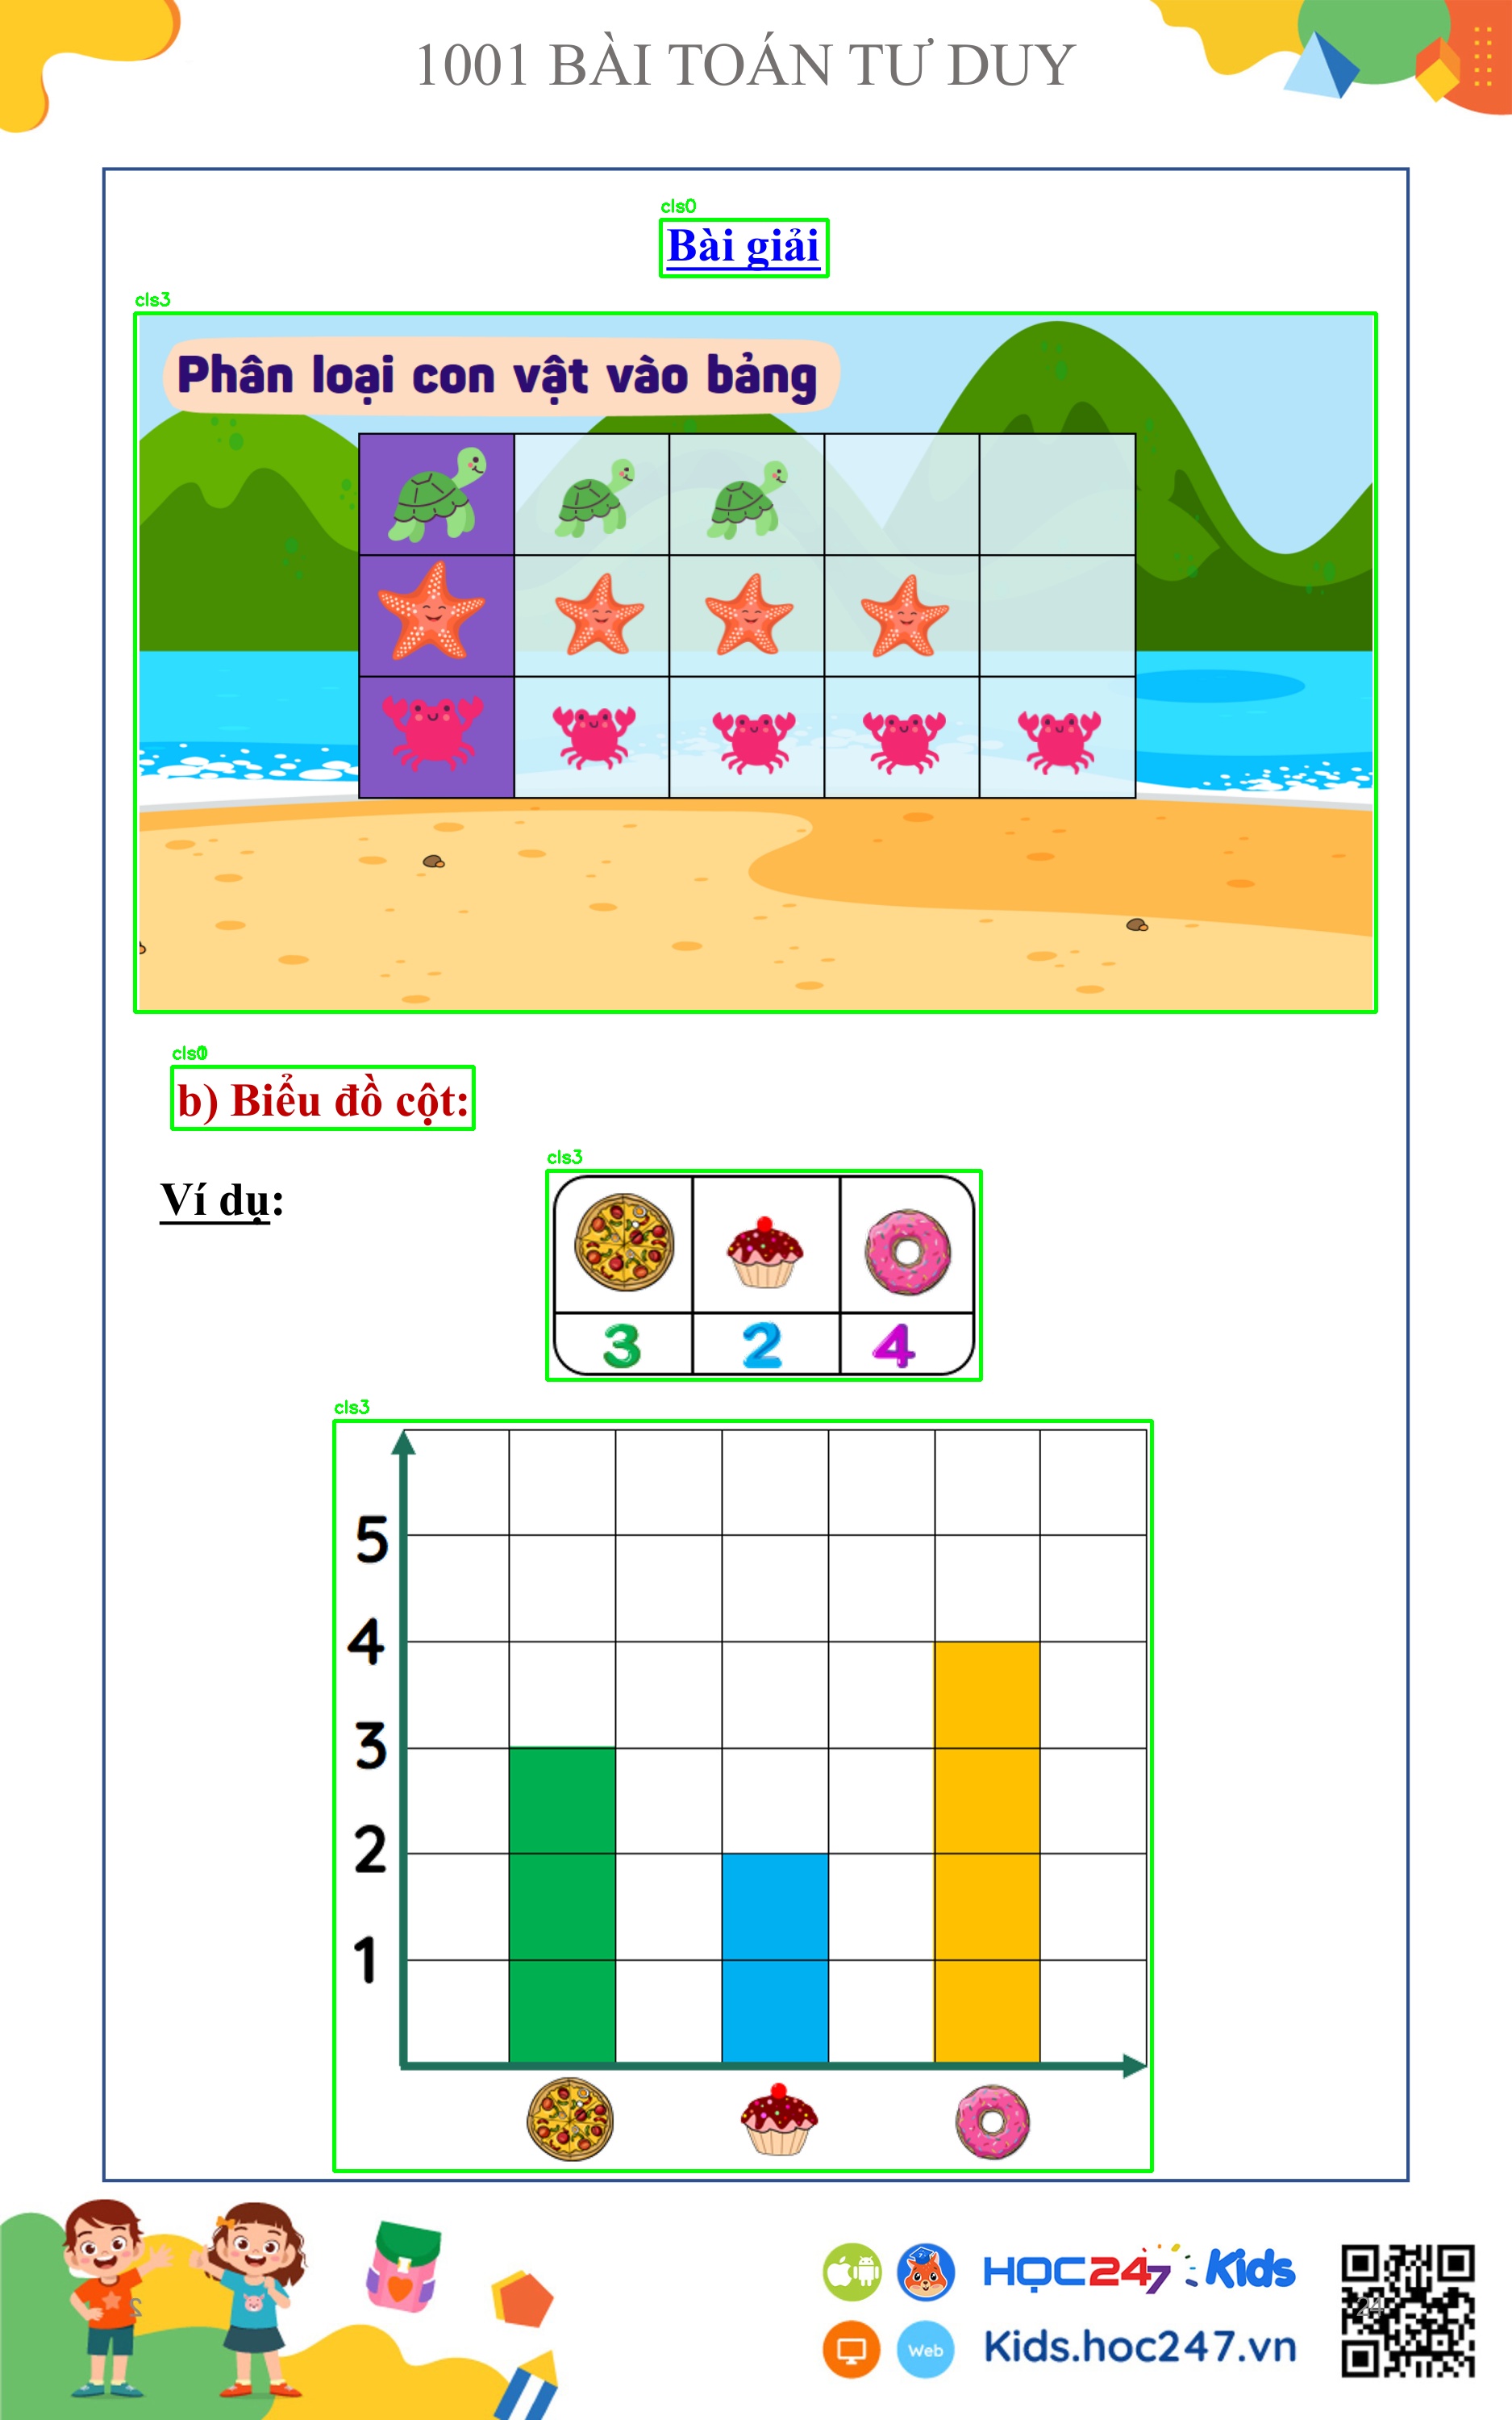 1001 BÀI TOÁN TƯ DUY
cls0
Bài giải
cls3
Phân loại con vật vào bảng
cls0
b) Biểu đồ cột:
cls3
Ví dụ:
3 2 4
cls3
5
4
3
2
1
HỌC247 Kids
Web
Kids.hoc247.vn
24